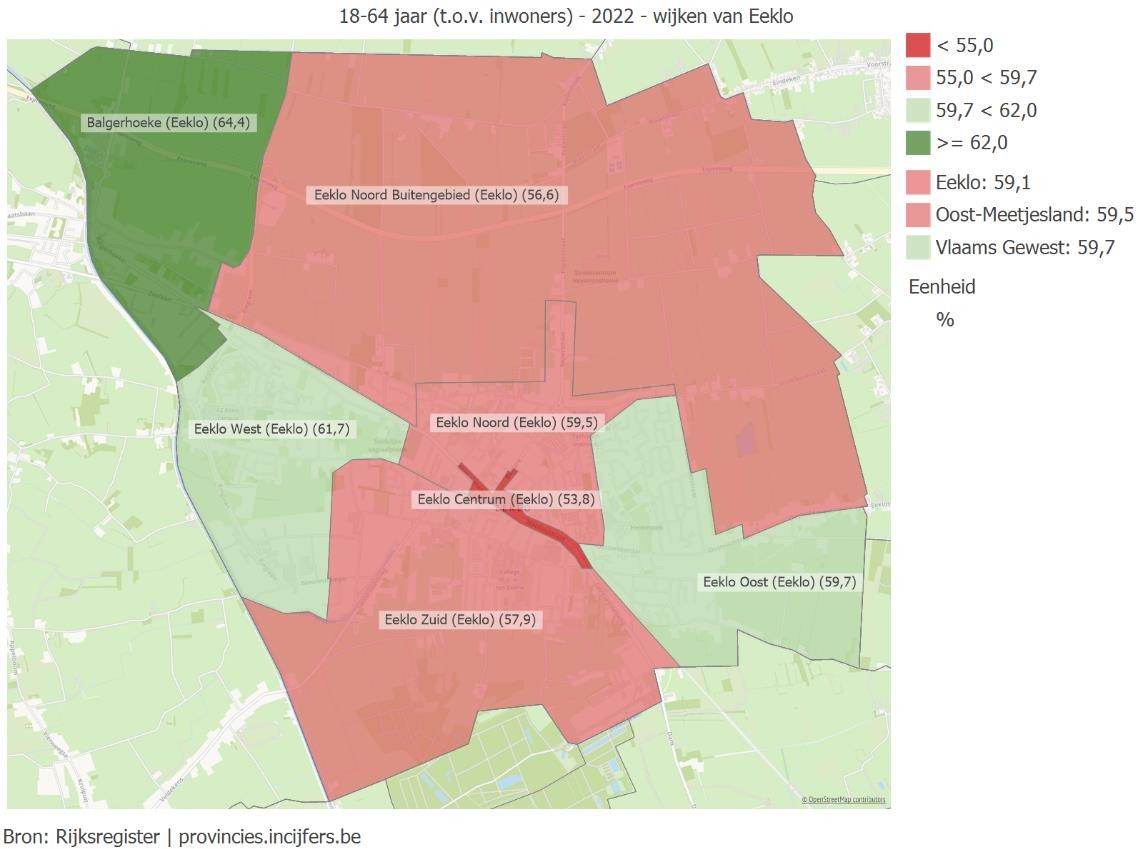 18-64 jaar (t.o.v. inwoners) - 2022 - wijken van Eeklo
< 55,0
55,0 < 59,7
59,7 < 62,0
>= 62,0
Eeklo: 59,1
Oost-Meetjesland: 59,5
Vlaams Gewest: 59,7
Eenheid
%
Balgerhoeke (Eeklo) (64,4)
Eeklo Noord Buitengebied (Eeklo) (56,6)
Eeklo Noord (Eeklo) (59,5)
Eeklo West (Eeklo) (61,7)
Eeklo Centrum (Eeklo) (53,8)
Eeklo Oost (Eeklo) (59,7)
Eeklo Zuid (Eeklo) (57,9)
© OpenStreetMap contributors
Bron: Rijksregister | provincies.incijfers.be